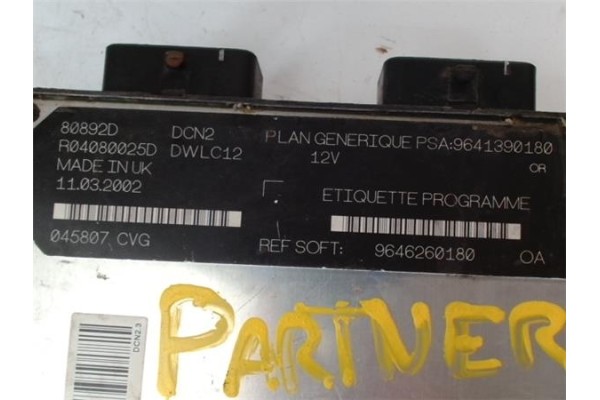 80892D DCN2 PLAN GENERIQUE PSA:9641390180
R04080025D DWLC12 12V OR
MADE IN UK
11.03.2002 ETIQUETTE PROGRAMME
045807 CVG REF SOFT: 9646260180 OA
DCN2.3
PARTNER